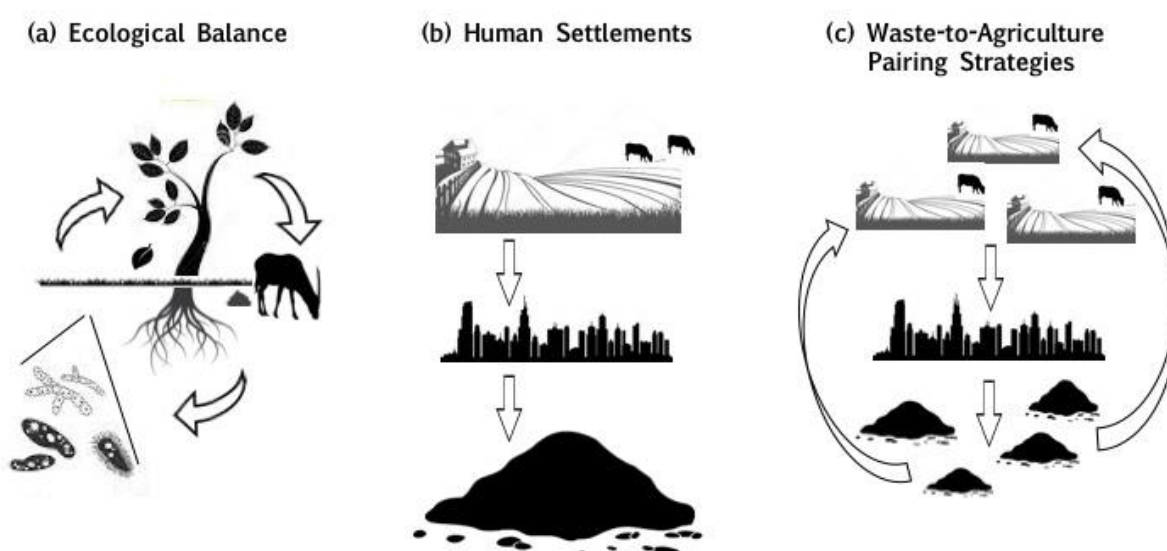 (a) Ecological Balance
(b) Human Settlements
(c) Waste-to-Agriculture
Pairing Strategies